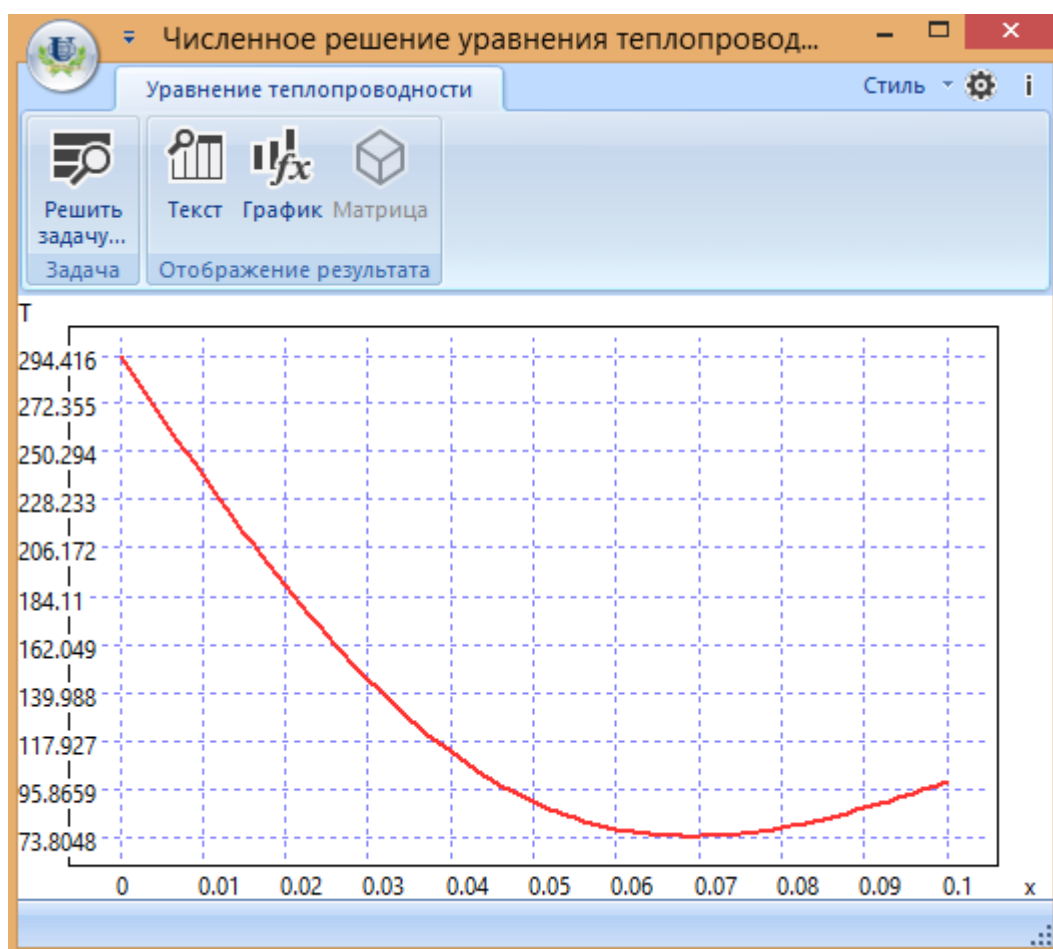 Численное решение уравнения теплопровод...
Уравнение теплопроводности
Стиль
i
Решить
задачу...
Текст
График
Матрица
Задача
Отображение результата
T
294.416
272.355
250.294
228.233
206.172
184.11
162.049
139.988
117.927
95.8659
73.8048
0 0.01 0.02 0.03 0.04 0.05 0.06 0.07 0.08 0.09 0.1 x